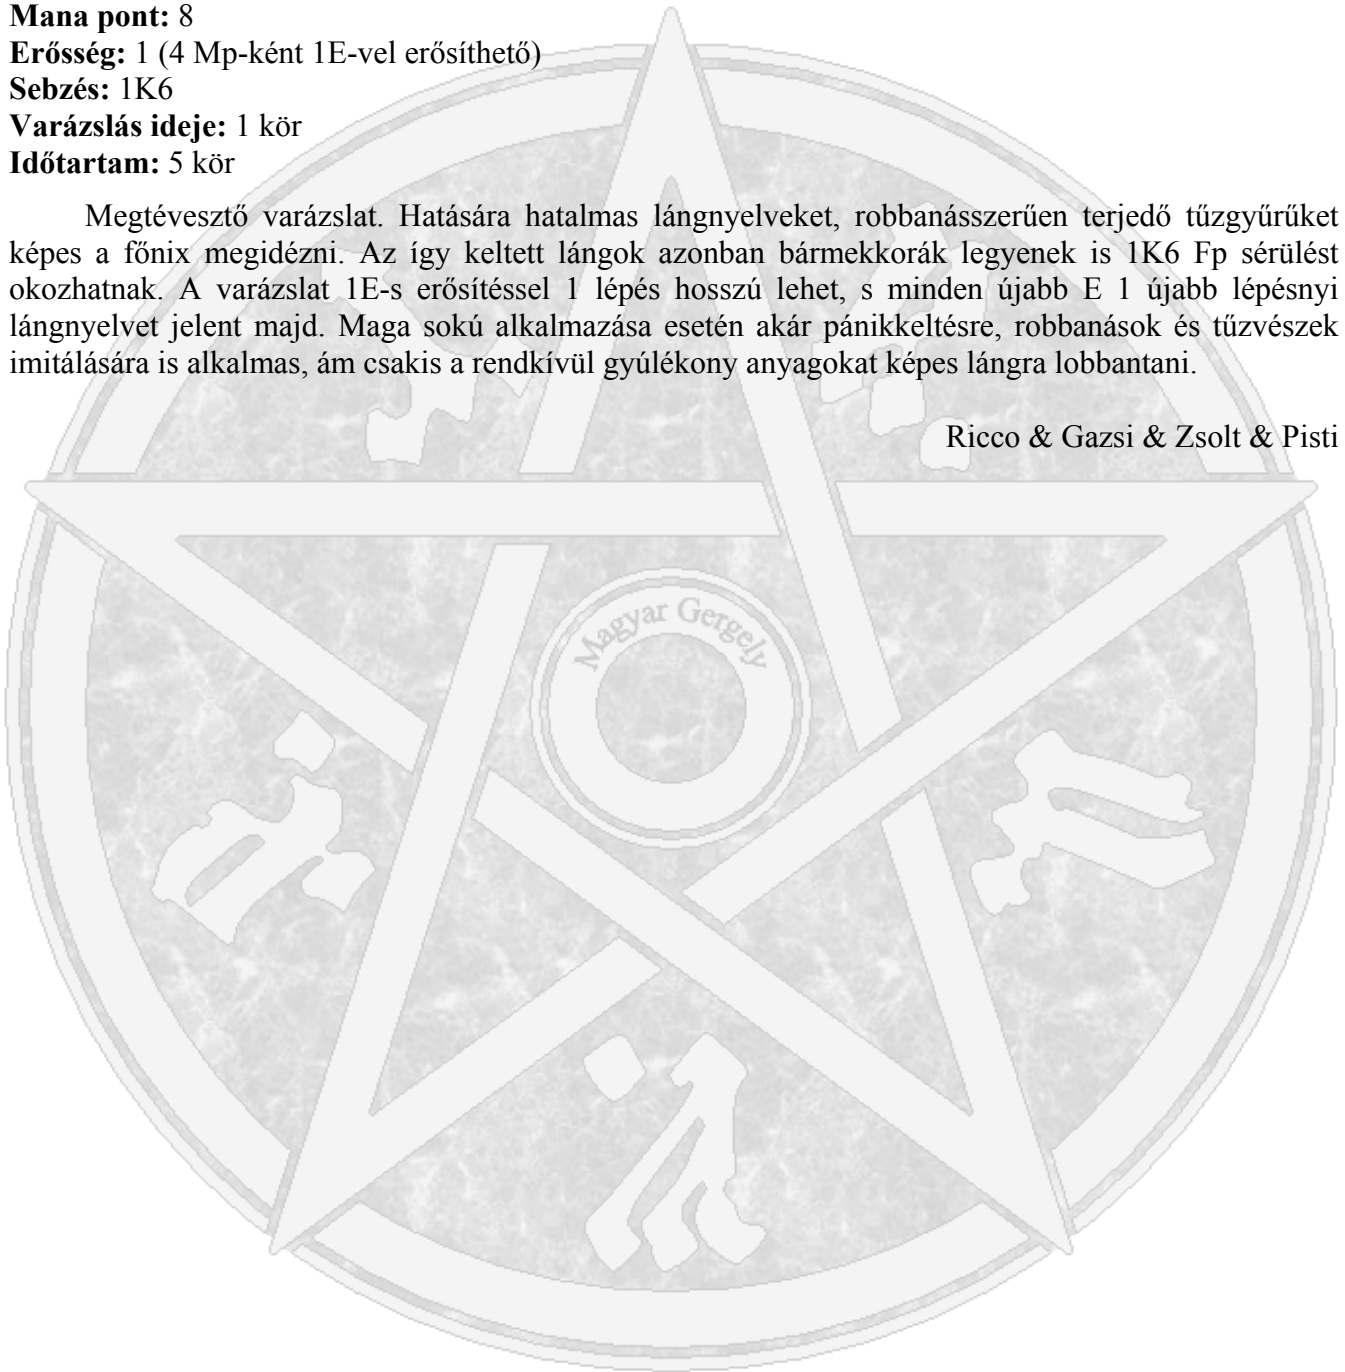 Mana pont: 8
Erősség: 1 (4 Mp-ként 1E-vel erősíthető)
Sebzés: 1K6
Varázslás ideje: 1 kör
Időtartam: 5 kör
Megtévesztő varázslat. Hatására hatalmas lángnyelveket, robbanásszerűen terjedő tűzgyűrűket
képes a főnix megidézni. Az így keltett lángok azonban bármekkorák legyenek is 1K6 Fp sérülést
okozhatnak. A varázslat 1E-s erősítéssel 1 lépés hosszú lehet, s minden újabb E 1 újabb lépésnyi
lángnyelvet jelent majd. Maga sokú alkalmazása esetén akár pánikkeltésre, robbanások és tűzvészek
imitálására is alkalmas, ám csakis a rendkívül gyúlékony anyagokat képes lángra lobbantani.
Ricco & Gazsi & Zsolt & Pisti
Magyar Gergely